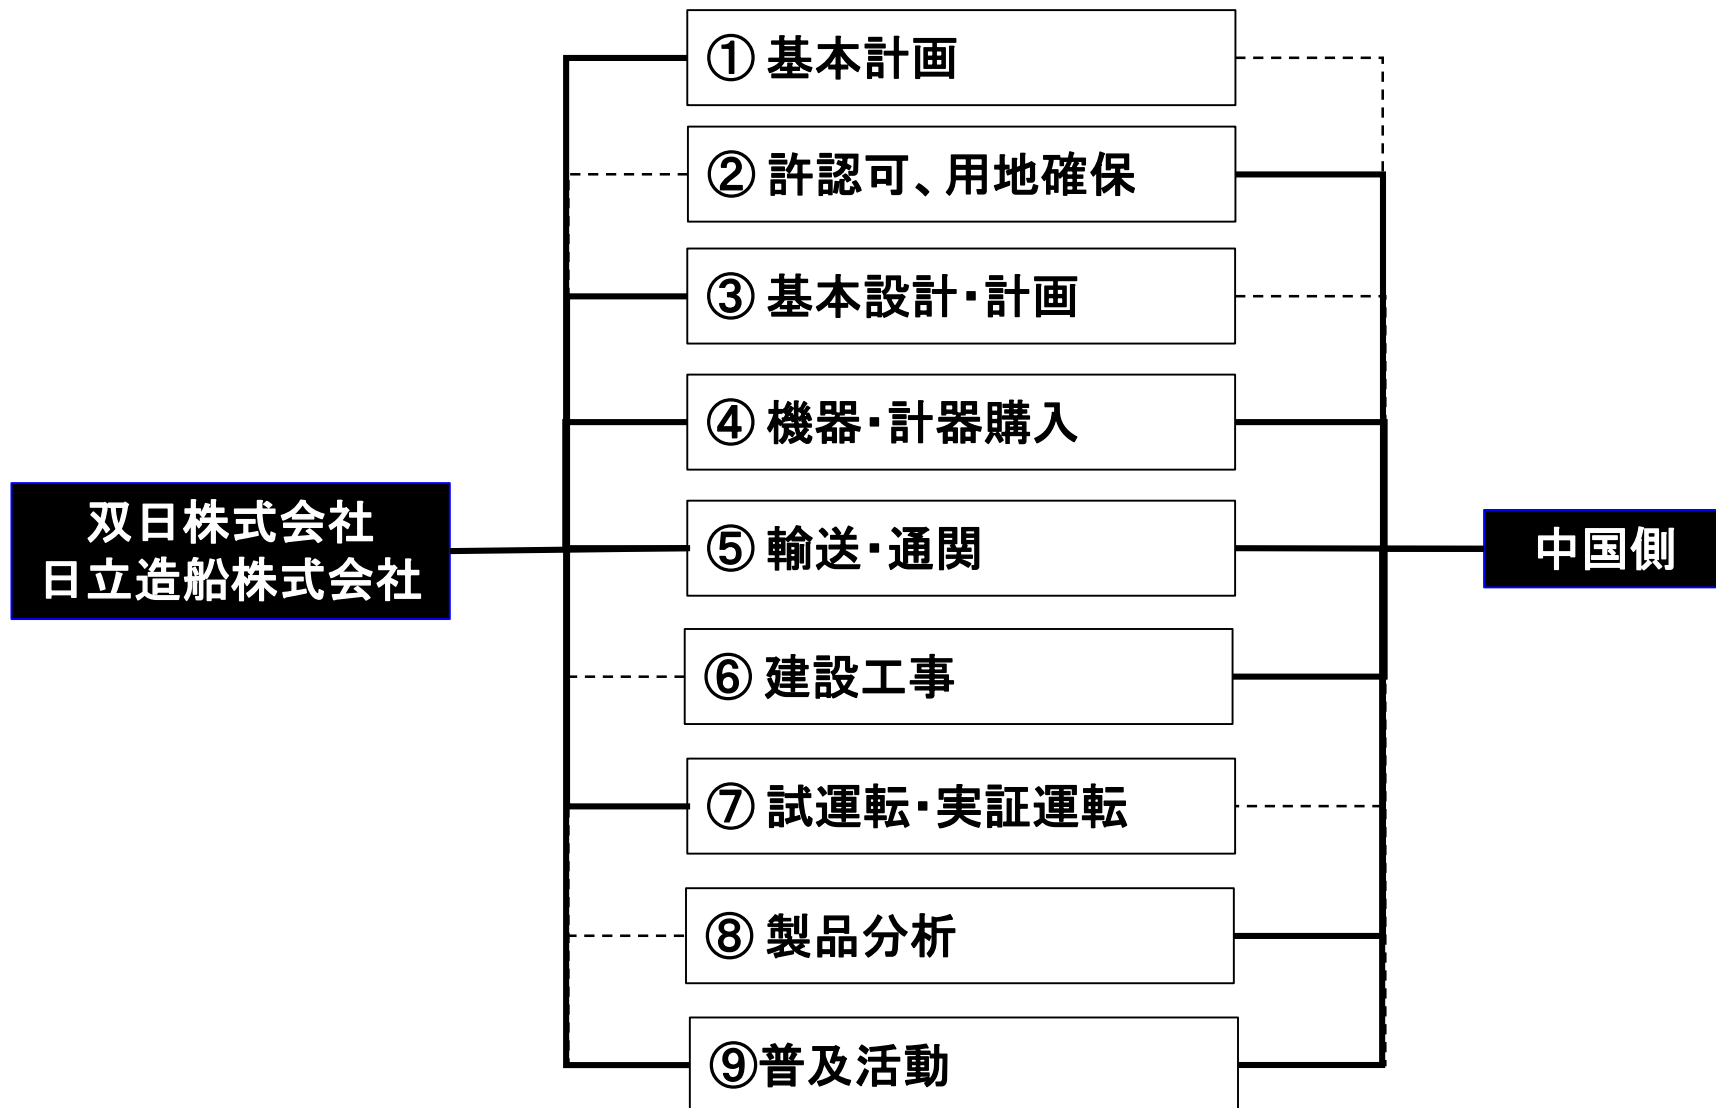 ① 基本計画
② 許認可、用地確保
③ 基本設計・計画
④ 機器・計器購入
双日株式会社
日立造船株式会社
⑤ 輸送・通関
中国側
⑥ 建設工事
⑦ 試運転・実証運転
⑧ 製品分析
⑨普及活動